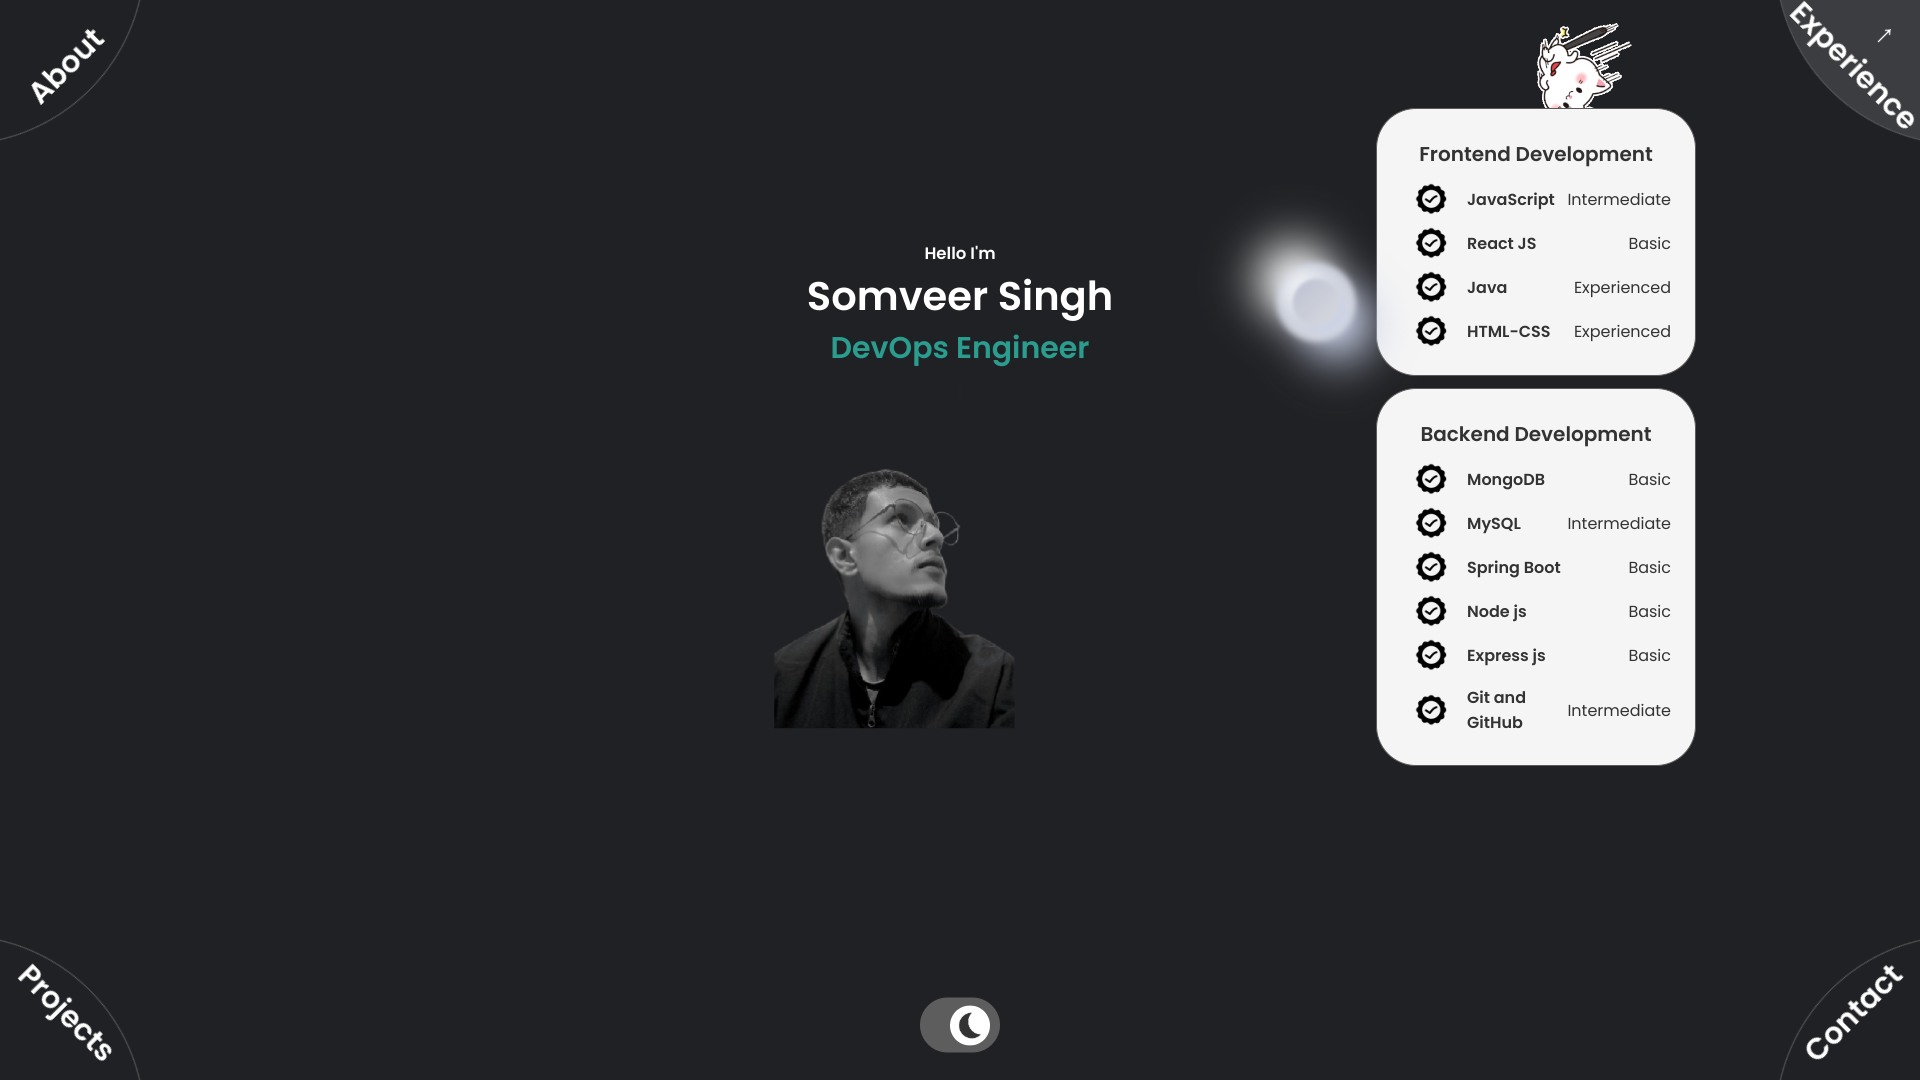 About
Experience
↗
Hello I'm
Somveer Singh
DevOps Engineer
Frontend Development
JavaScript Intermediate
React JS Basic
Java Experienced
HTML-CSS Experienced
Backend Development
MongoDB Basic
MySQL Intermediate
Spring Boot Basic
Node js Basic
Express js Basic
Git and
GitHub Intermediate
Projects
Contact